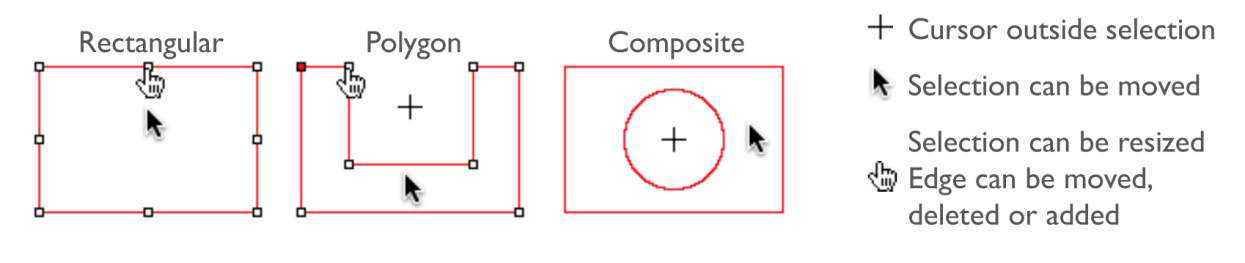 Rectangular
Polygon
Composite
Cursor outside selection
Selection can be moved
Selection can be resized
Edge can be moved,
deleted or added